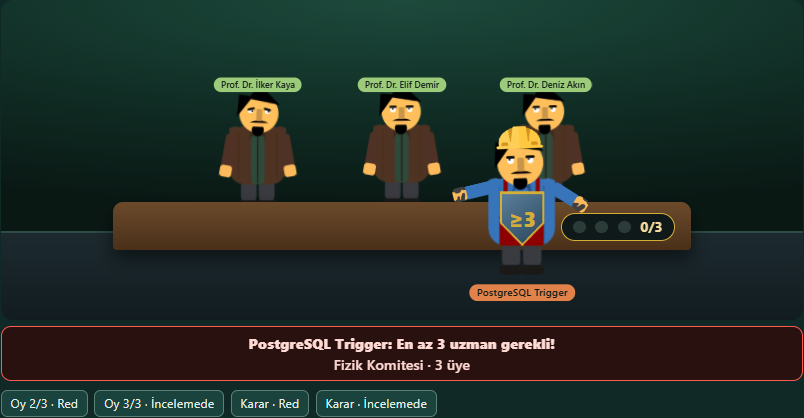 Prof. Dr. İlker Kaya
Prof. Dr. Elif Demir
Prof. Dr. Deniz Akın
≥3
0/3
PostgreSQL Trigger
PostgreSQL Trigger: En az 3 uzman gerekli!
Fizik Komitesi · 3 üye
Oy 2/3 · Red
Oy 3/3 · İncelemede
Karar · Red
Karar · İncelemede